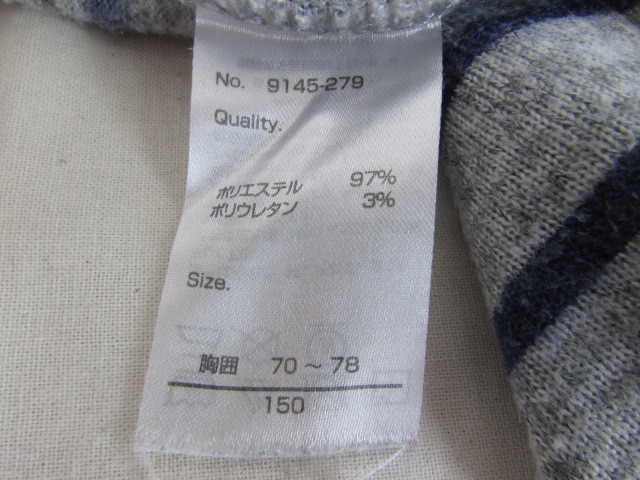 No. 9145-279
Quality.
ポリエステル 97%
ポリウレタン 3%
Size.
胸囲 70～78
150